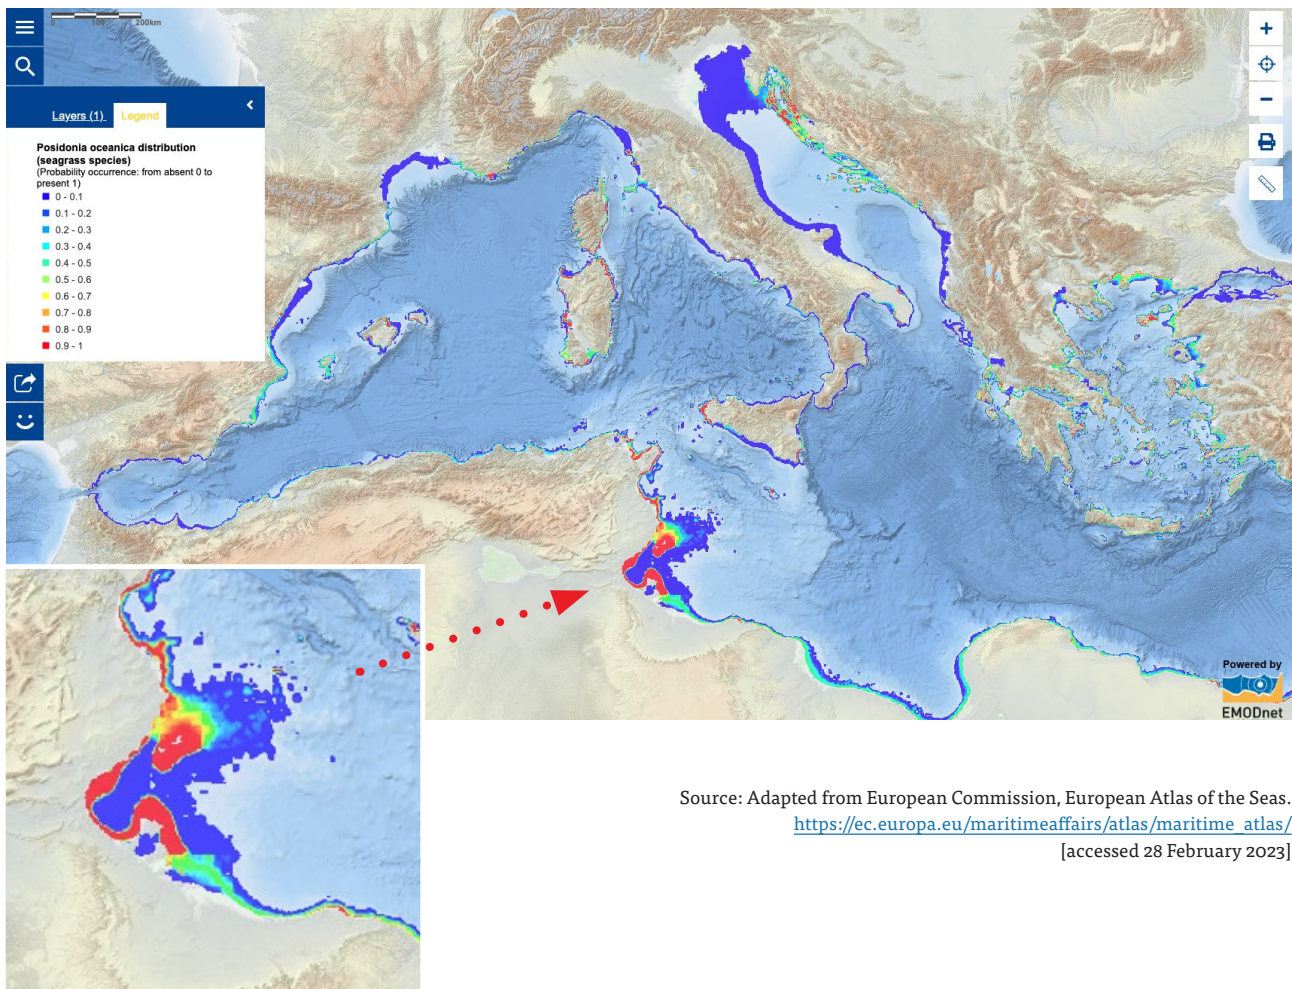 0 100 200km
Layers (1) Legend
Posidonia oceanica distribution
(seagrass species)
(Probability occurrence: from absent 0 to
present 1)
0 - 0.1
0.1 - 0.2
0.2 - 0.3
0.3 - 0.4
0.4 - 0.5
0.5 - 0.6
0.6 - 0.7
0.7 - 0.8
0.8 - 0.9
0.9 - 1
Powered by
EMODnet
Source: Adapted from European Commission, European Atlas of the Seas.
https://ec.europa.eu/maritimeaffairs/atlas/maritime_atlas/
[accessed 28 February 2023]